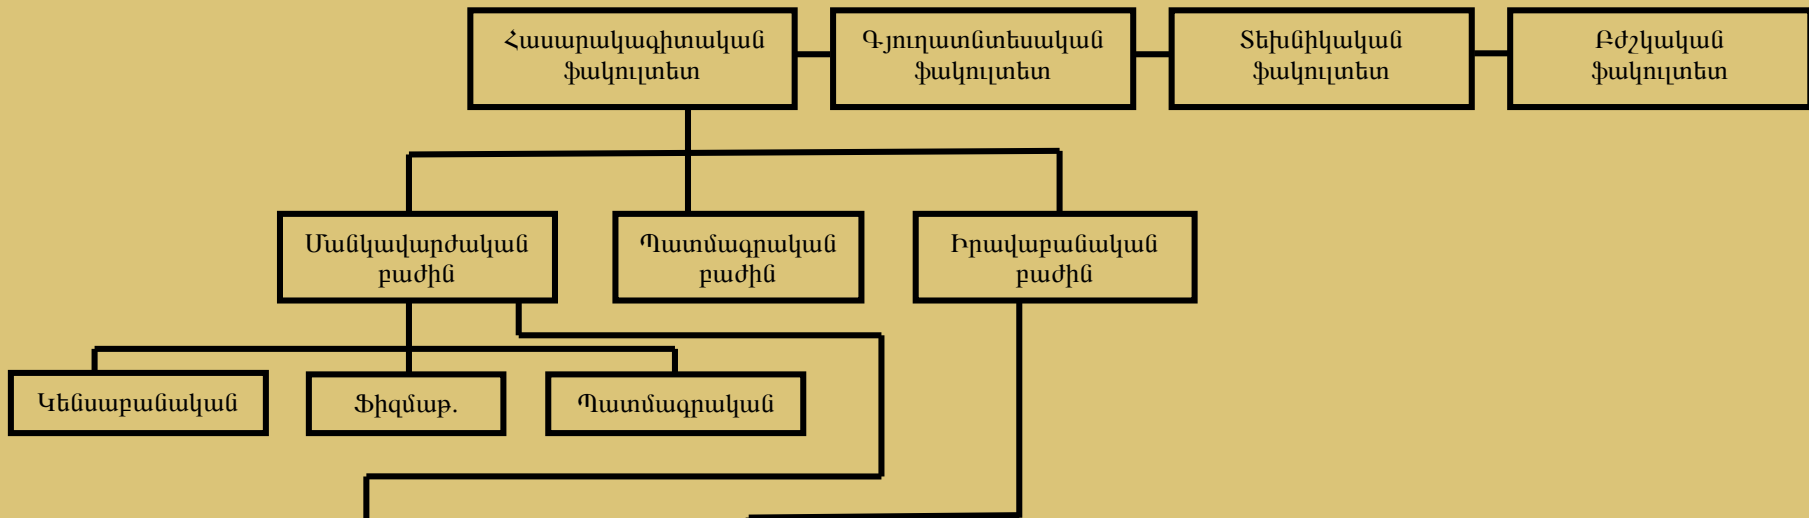 Հասարակագիտական
ֆակուլտետ
Գյուղատնտեսական
ֆակուլտետ
Տեխնիկական
ֆակուլտետ
Բժշկական
ֆակուլտետ
Մանկավարժական
բաժին
Պատմագրական
բաժին
Իրավաբանական
բաժին
Կենսաբանական
Ֆիզմաթ.
Պատմագրական